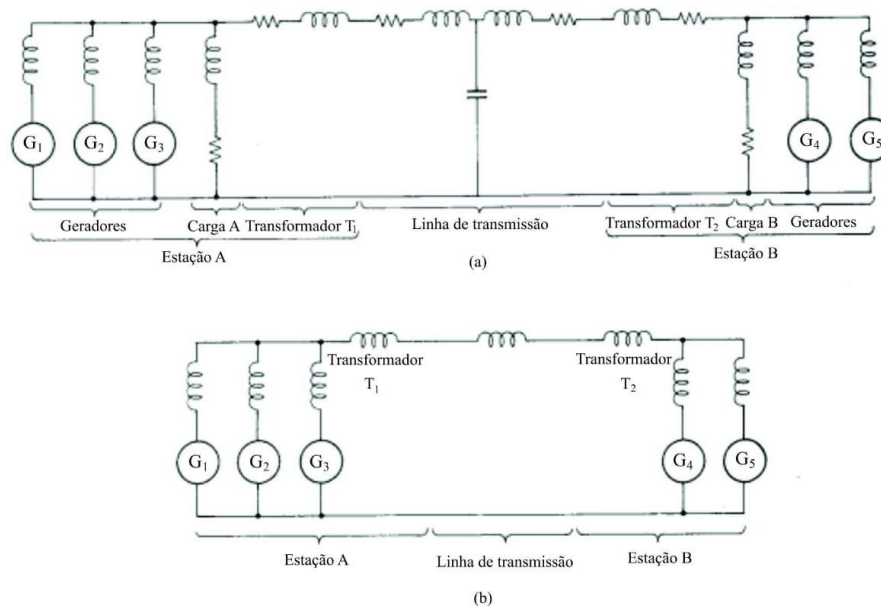 G1 G2 G3 G4 G5
Geradores Carga A Transformador T1 Linha de transmissão Transformador T2 Carga B Geradores
Estação A Estação B
(a)
Transformador T1 Transformador T2
G1 G2 G3 G4 G5
Estação A Linha de transmissão Estação B
(b)